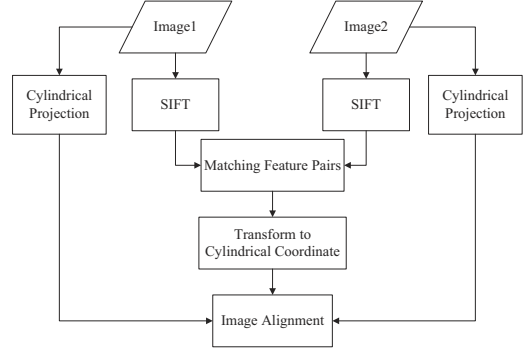 Image1
Image2
Cylindrical
Projection
SIFT
SIFT
Cylindrical
Projection
Matching Feature Pairs
Transform to
Cylindrical Coordinate
Image Alignment